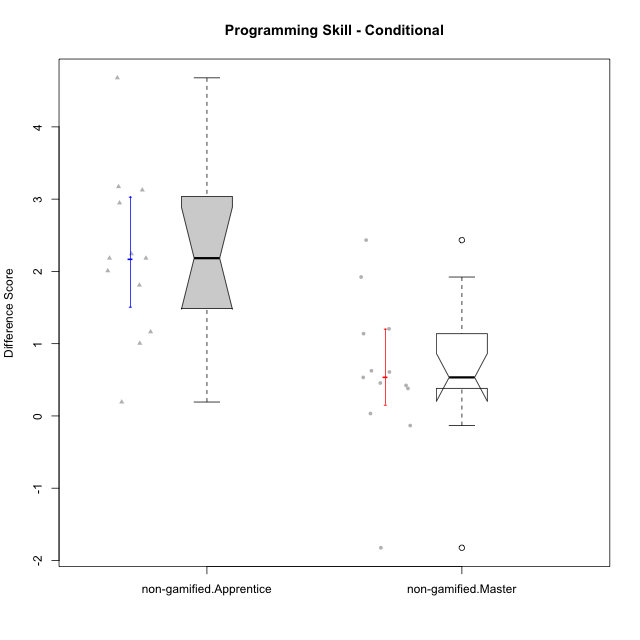 Programming Skill - Conditional
Difference Score
4
3
2
1
0
-1
-2
non-gamified.Apprentice
non-gamified.Master